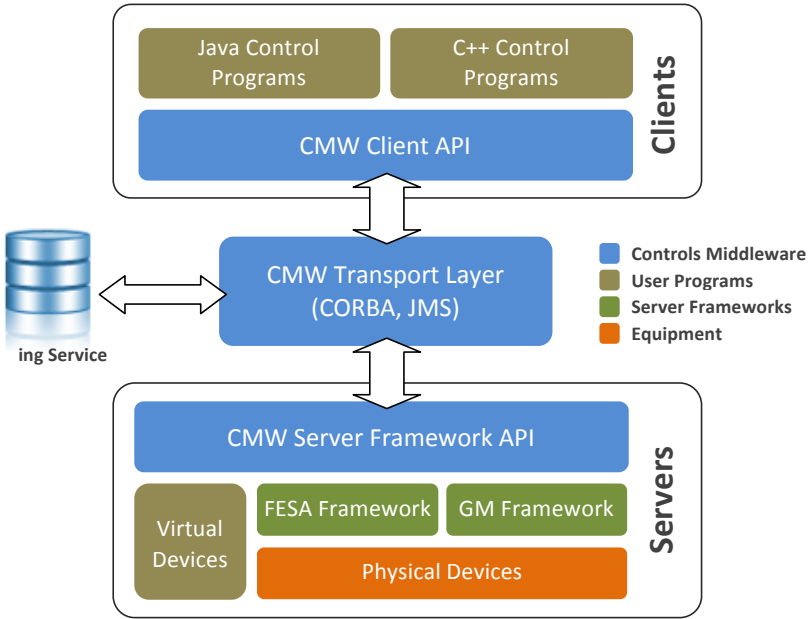 Java Control
Programs
C++ Control
Programs
CMW Client API
Clients
CMW Transport Layer
(CORBA, JMS)
ing Service
Controls Middleware
User Programs
Server Frameworks
Equipment
CMW Server Framework API
Virtual
Devices
FESA Framework
GM Framework
Physical Devices
Servers